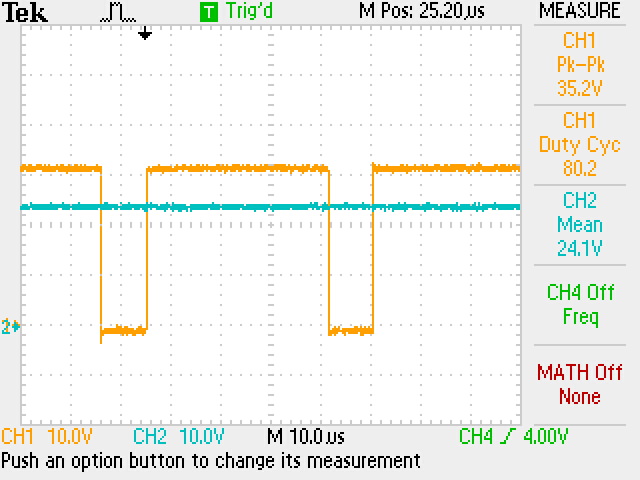 Tek T Trig'd M Pos: 25.20µs MEASURE
CH1
Pk-Pk
35.2V
CH1
Duty Cyc
80.2
CH2
Mean
24.1V
CH4 Off
Freq
MATH Off
None
2
CH1 10.0V CH2 10.0V M 10.0µs CH4 4.00V
Push an option button to change its measurement